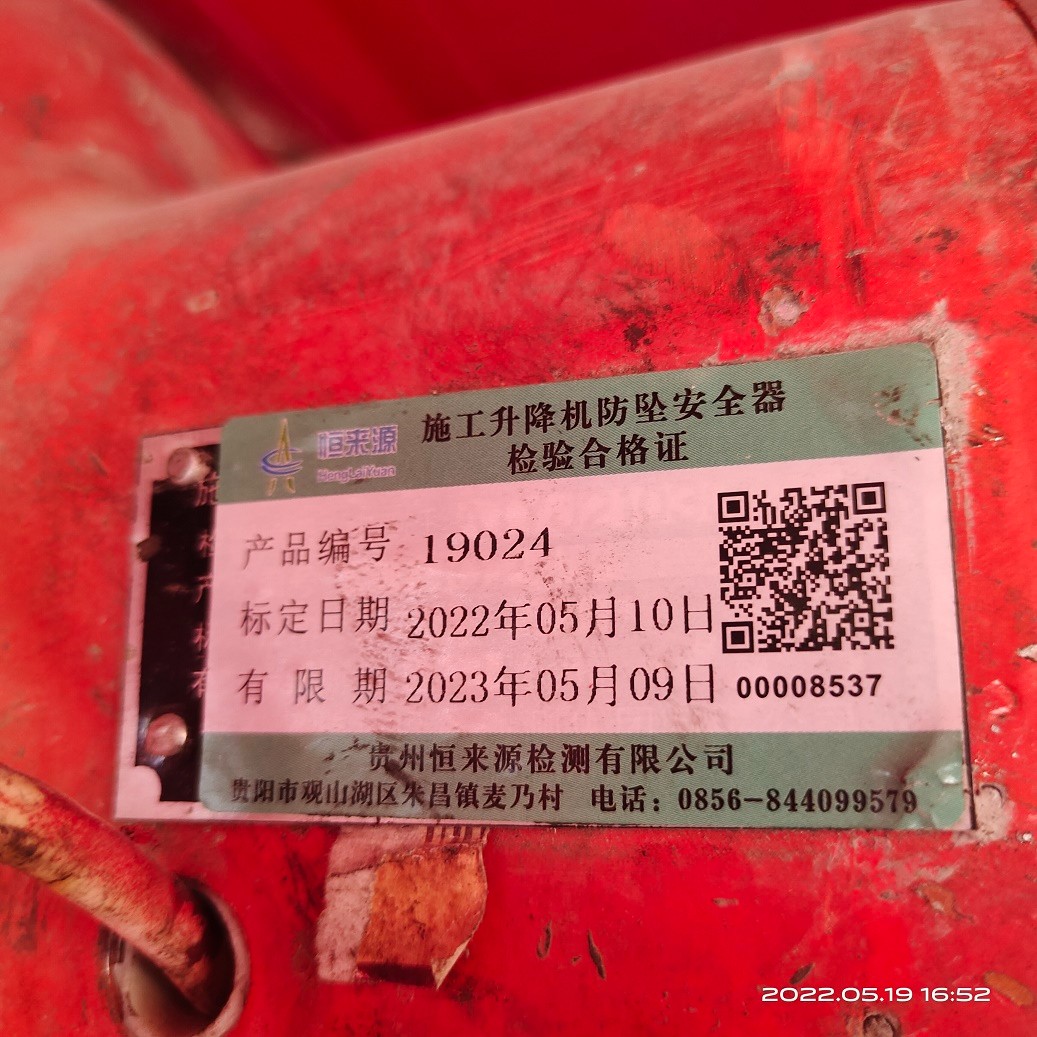 恒来源
HengLaiYuan
施工升降机防坠安全器
检验合格证
产品编号 19024
标定日期 2022年05月10日
有限期 2023年05月09日
00008537
贵州恒来源检测有限公司
贵阳市观山湖区朱昌镇麦乃村 电话：0856-844099579
2022.05.19 16:52